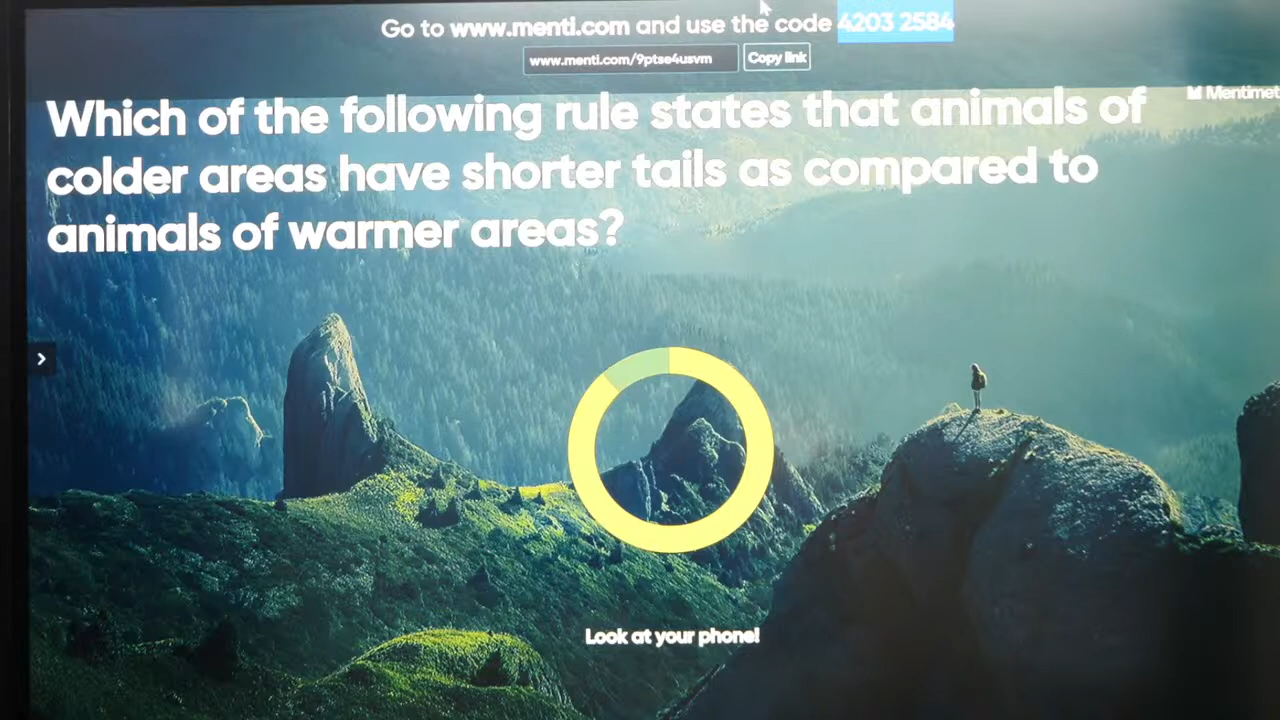 Go to www.menti.com and use the code 4203 2584
www.menti.com/9ptse4usvm
Copy link
Mentimet
Which of the following rule states that animals of
colder areas have shorter tails as compared to
animals of warmer areas?
Look at your phone!